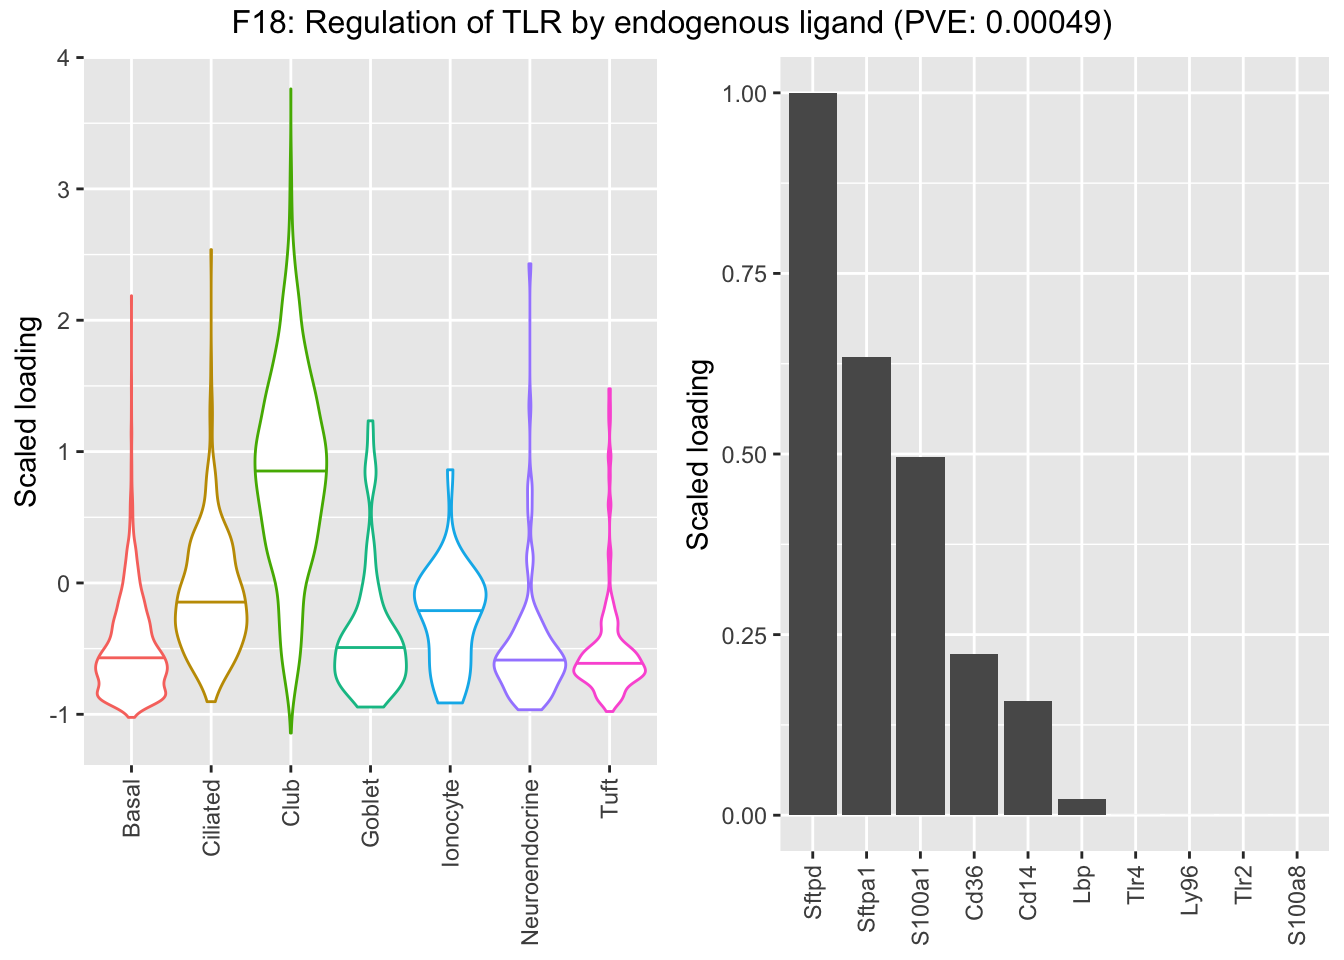 F18: Regulation of TLR by endogenous ligand (PVE: 0.00049)
Scaled loading
4
3
2
1
0
-1
Basal
Ciliated
Club
Goblet
Ionocyte
Neuroendocrine
Tuft
Scaled loading
1.00
0.75
0.50
0.25
0.00
Sftpd
Sftpa1
S100a1
Cd36
Cd14
Lbp
Tlr4
Ly96
Tlr2
S100a8